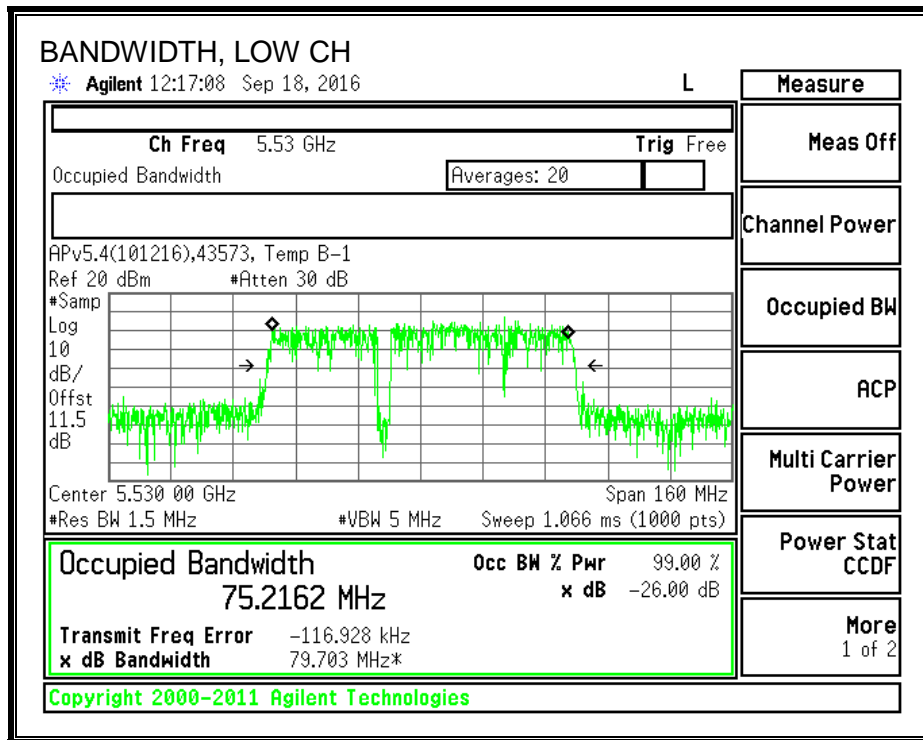 BANDWIDTH, LOW CH
Agilent 12:17:08 Sep 18, 2016 L
Measure
Ch Freq 5.53 GHz Trig Free
Meas Off
Occupied Bandwidth Averages: 20
Channel Power
APv5.4(101216),43573, Temp B-1
Ref 20 dBm #Atten 30 dB
#Samp
Log
10
dB/
Offst
11.5
dB
Occupied BW
ACP
Multi Carrier
Power
Center 5.530 00 GHz Span 160 MHz
#Res BW 1.5 MHz #VBW 5 MHz Sweep 1.066 ms (1000 pts)
Power Stat
CCDF
Occupied Bandwidth Occ BW % Pwr 99.00 %
75.2162 MHz x dB -26.00 dB
Transmit Freq Error -116.928 kHz
x dB Bandwidth 79.703 MHz*
More
1 of 2
Copyright 2000-2011 Agilent Technologies